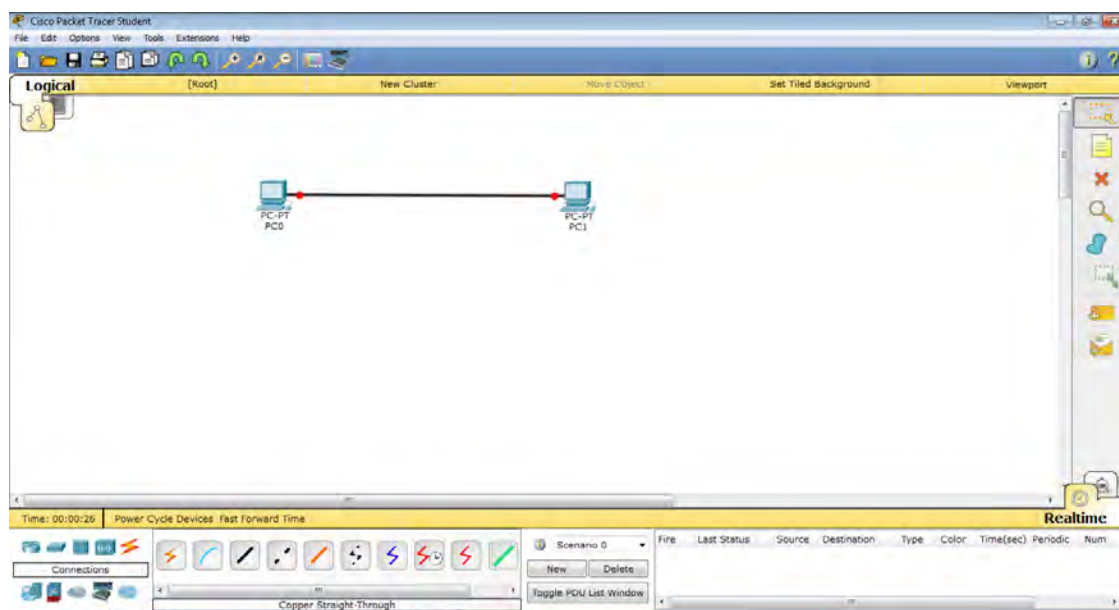 Cisco Packet Tracer Student
File Edit Options View Tools Extensions Help
Logical [Root] New Cluster Move Object Set Tiled Background Viewport
PC-PT
PC0
PC-PT
PC1
Time: 00:00:26 Power Cycle Devices Fast Forward Time Realtime
Connections
Copper Straight-Through
Scenario 0
New Delete
Toggle PDU List Window
Fire Last Status Source Destination Type Color Time(sec) Periodic Num